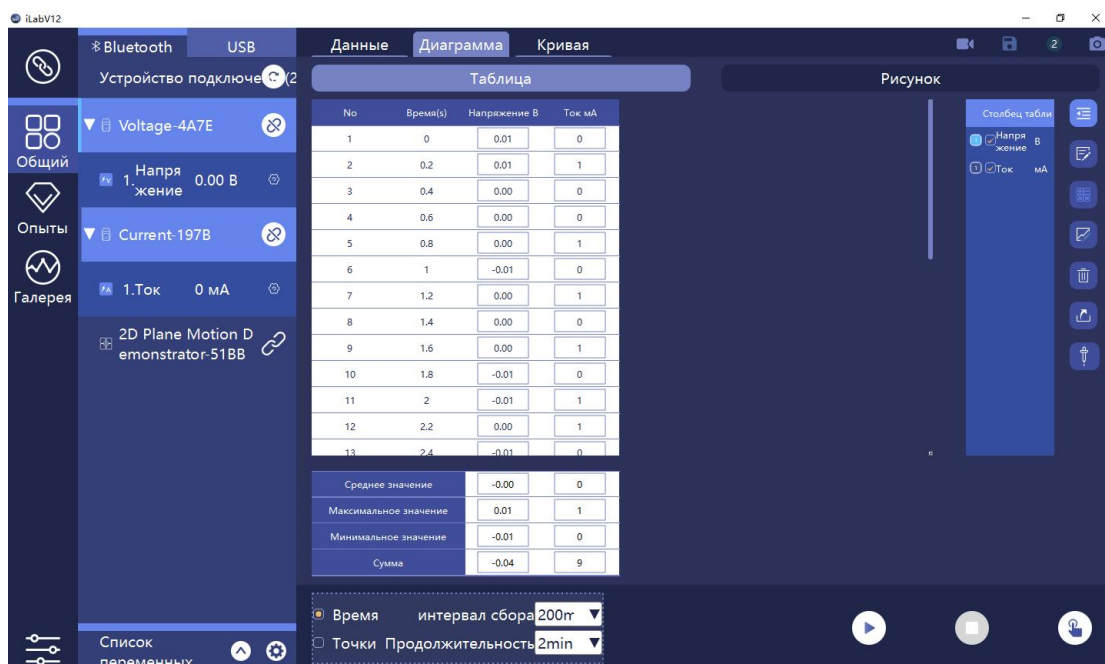 iLabV12
Bluetooth USB
Данные Диаграмма Кривая
2
Устройство подключе (2
Таблица Рисунок
Общий
Опыты
Галерея
Voltage-4A7E
1. Напря
жение 0.00 В
Current-197B
1.Ток 0 мА
2D Plane Motion D
emonstrator-51BB
Список
переменных
No Время(s) Напряжение В Ток мА
1 0 0.01 0
2 0.2 0.01 1
3 0.4 0.00 0
4 0.6 0.00 0
5 0.8 0.00 1
6 1 -0.01 0
7 1.2 0.00 1
8 1.4 0.00 0
9 1.6 0.00 1
10 1.8 -0.01 0
11 2 -0.01 1
12 2.2 0.00 1
13 2.4 -0.01 0
Среднее значение -0.00 0
Максимальное значение 0.01 1
Минимальное значение -0.01 0
Сумма -0.04 9
Столбец табли
1 Напря
жение В
1 Ток мА
Время интервал сбора 200m
Точки Продолжительность 2min